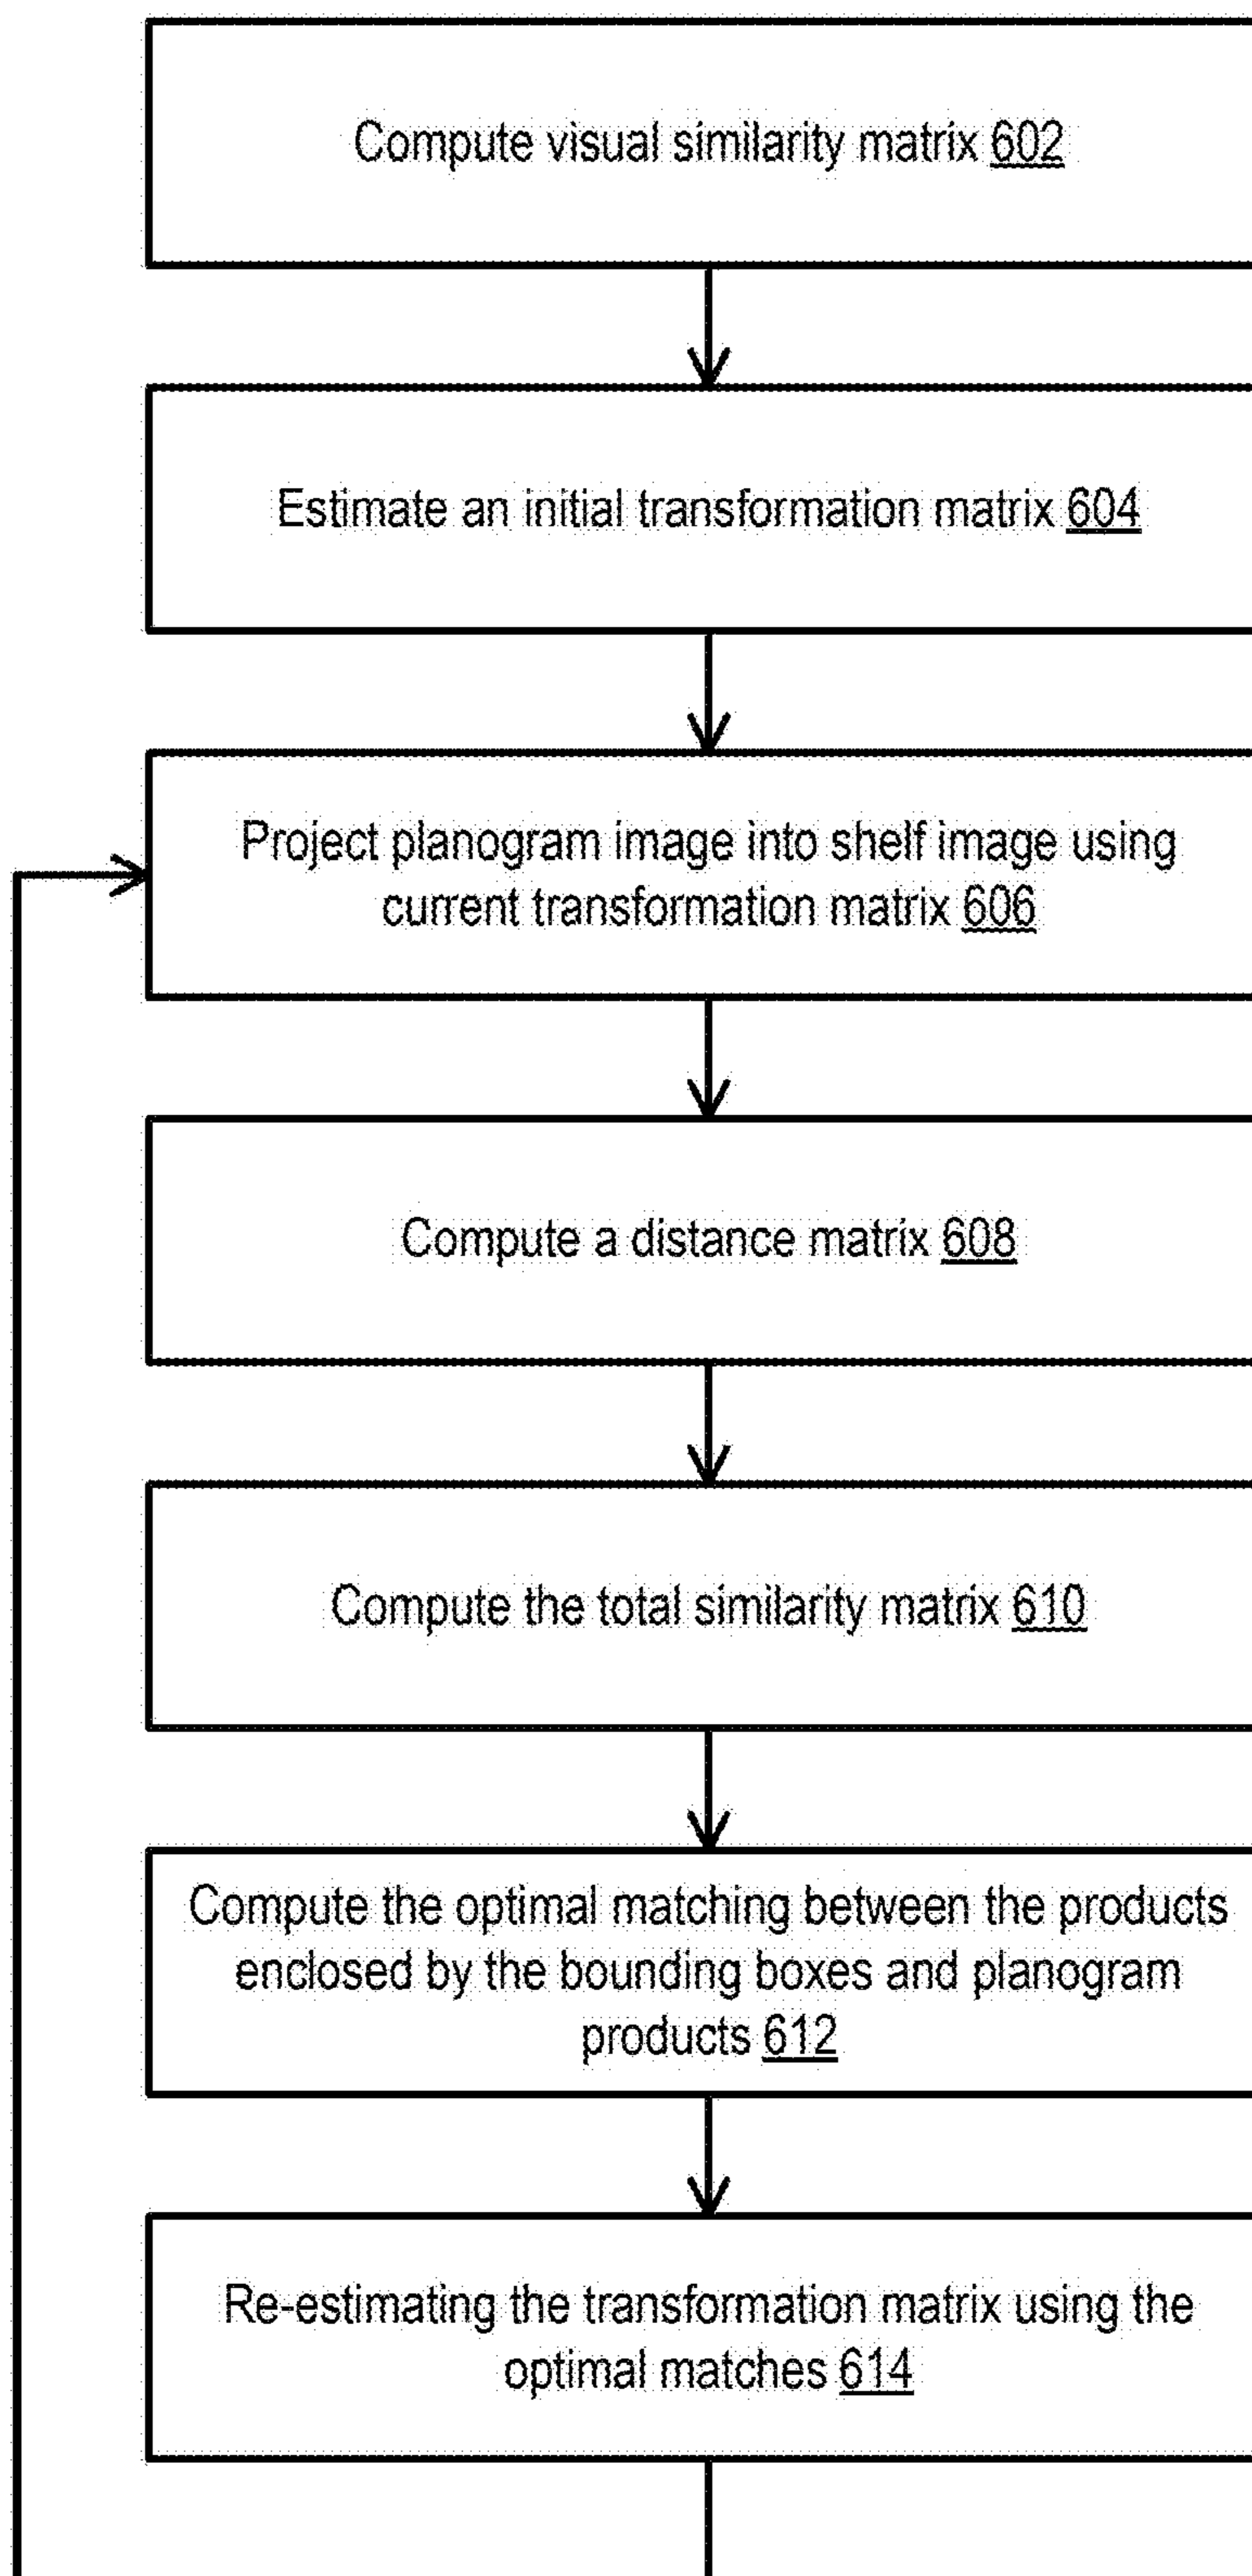 Compute visual similarity matrix 602
Estimate an initial transformation matrix 604
Project planogram image into shelf image using
current transformation matrix 606
Compute a distance matrix 608
Compute the total similarity matrix 610
Compute the optimal matching between the products
enclosed by the bounding boxes and planogram
products 612
Re-estimating the transformation matrix using the
optimal matches 614